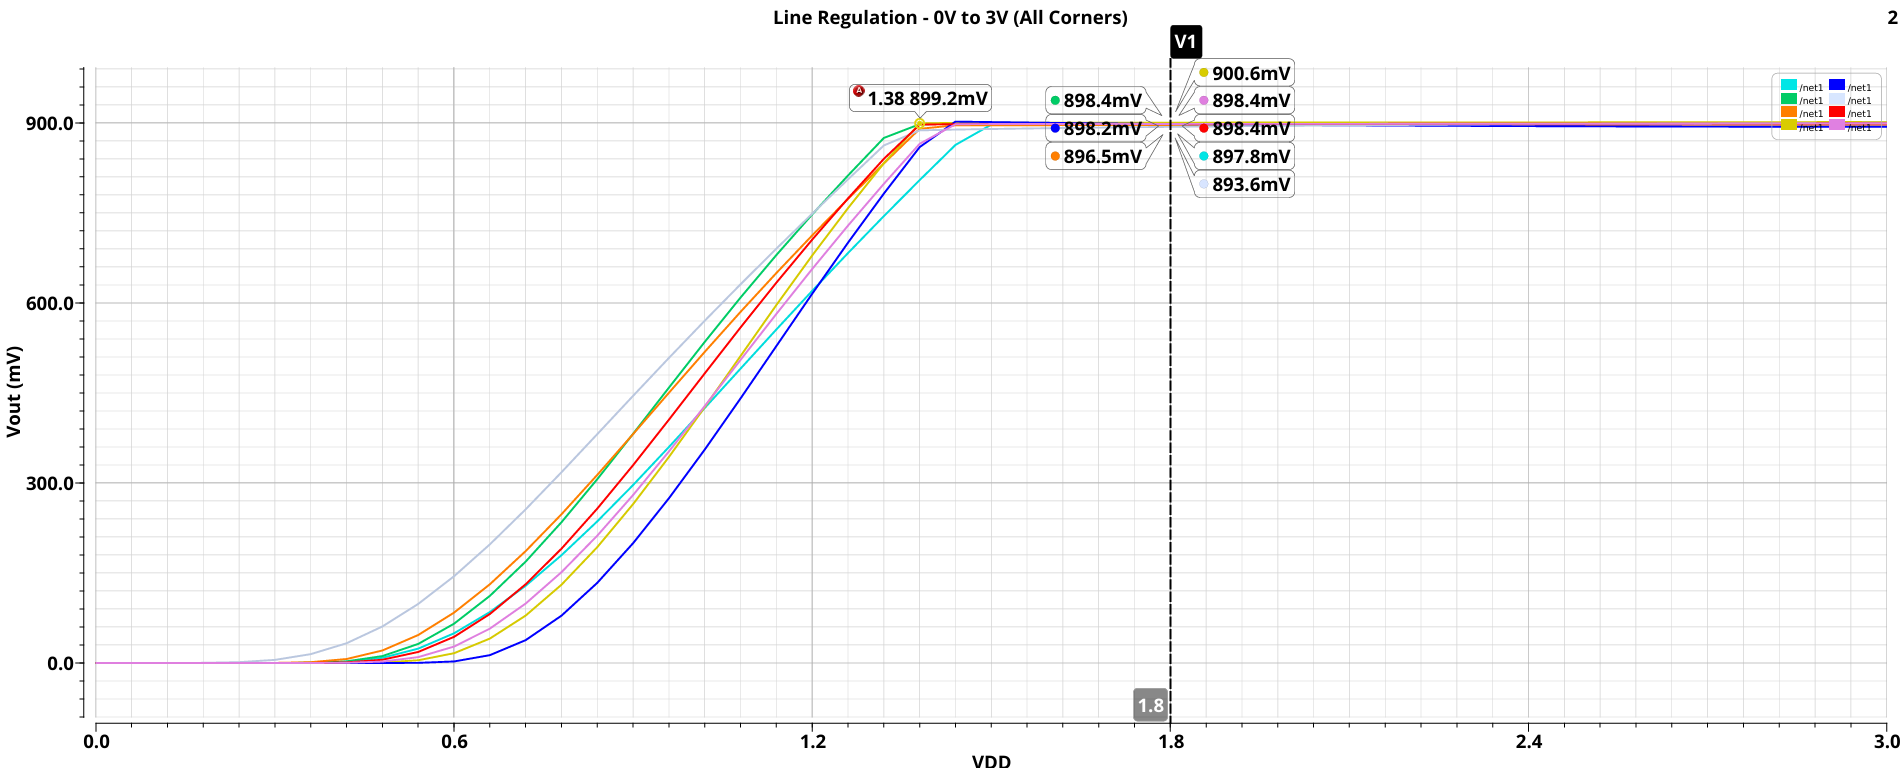 Line Regulation - 0V to 3V (All Corners)
2
V1
900.6mV
1.38 899.2mV
898.4mV
898.4mV
898.2mV
898.4mV
896.5mV
897.8mV
893.6mV
/net1 /net1
/net1 /net1
/net1 /net1
/net1 /net1
900.0
600.0
300.0
0.0
Vout (mV)
1.8
0.0 0.6 1.2 1.8 2.4 3.0
VDD